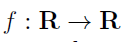 f : R → R